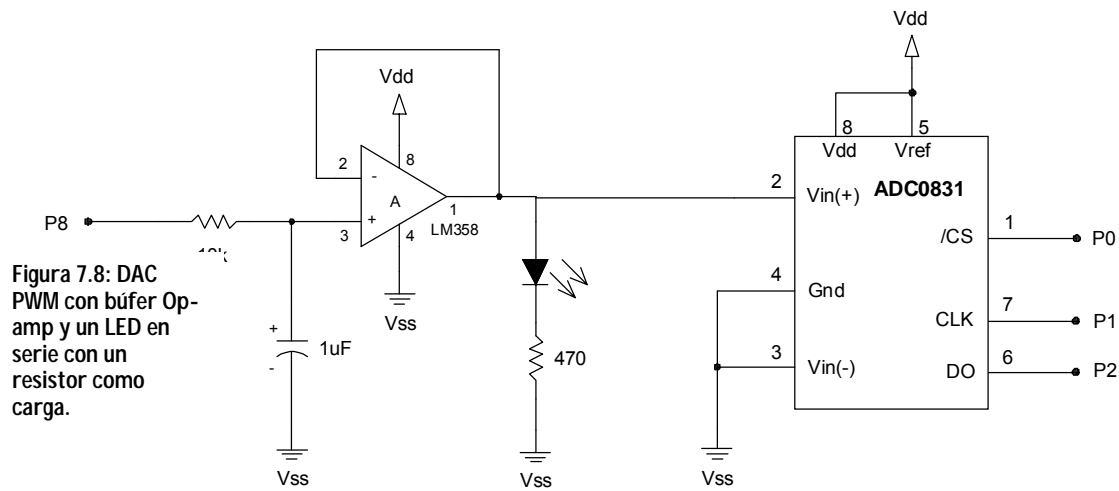 Vdd
Vdd
8
5
Vdd
Vref
ADC0831
2
8
-
A
2
Vin(+)
1
P8
+
3
4
1
LM358
/CS
P0
Figura 7.8: DAC
PWM con búfer Op-
amp y un LED en
serie con un
resistor como
carga.
Vss
4
Gnd
+
1uF
-
7
CLK
P1
470
3
Vin(-)
6
DO
P2
Vss
Vss
Vss